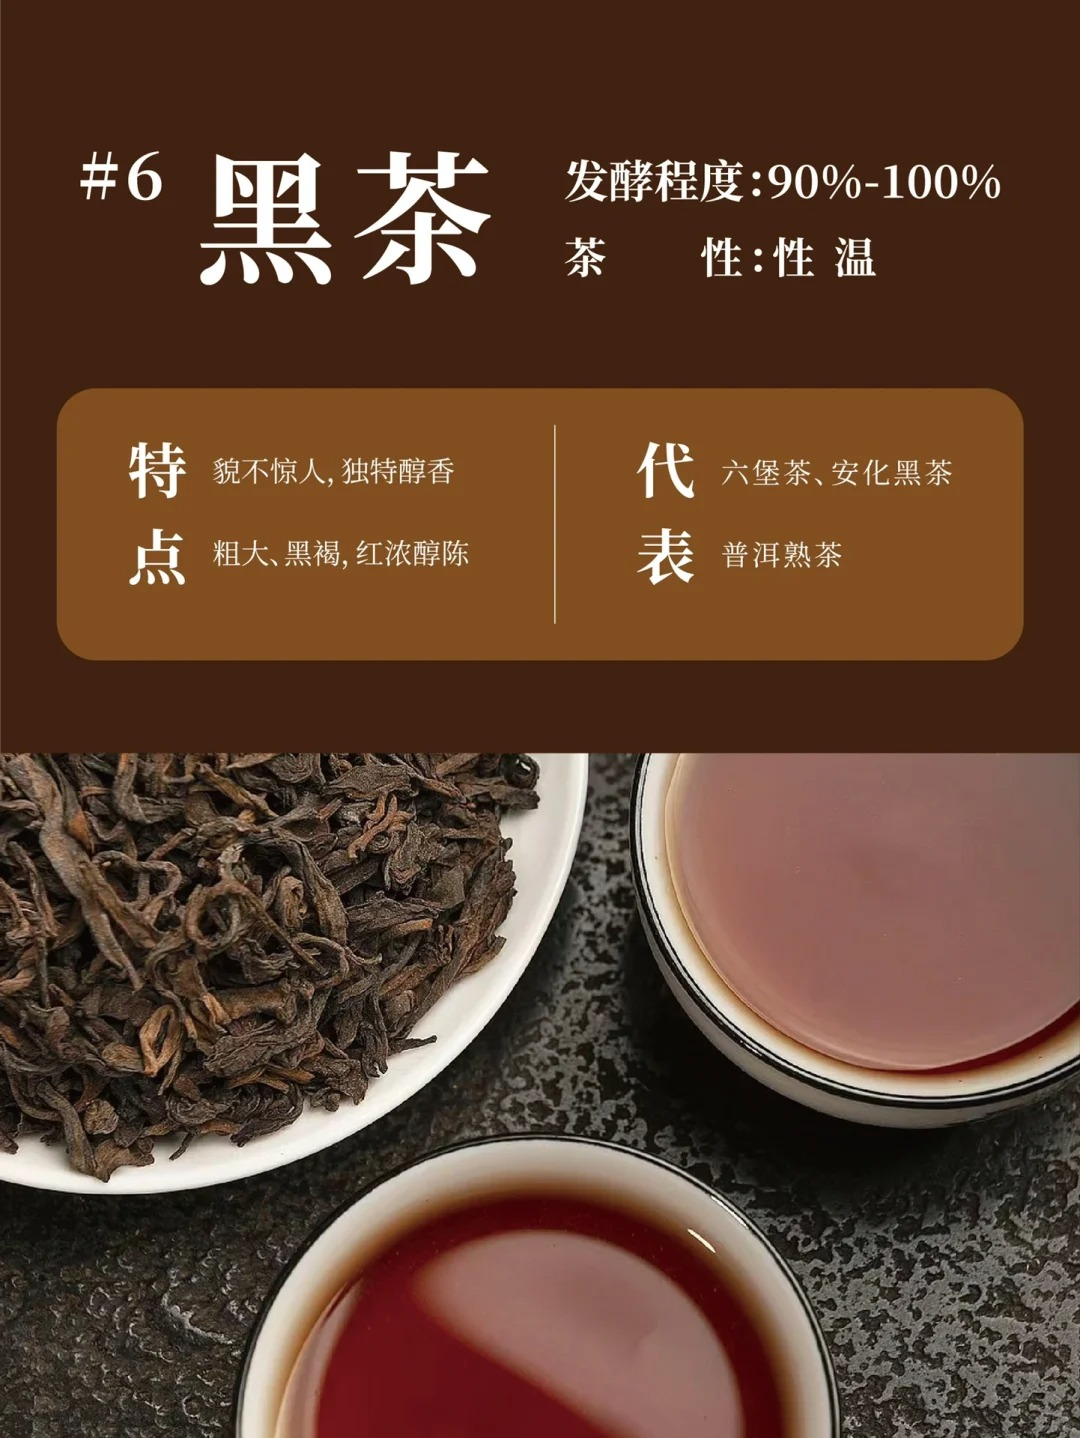 #6 黑茶
发酵程度:90%-100%
茶 性:性 温
特点
貌不惊人,独特醇香
粗大、黑褐,红浓醇陈
代表
六堡茶、安化黑茶
普洱熟茶